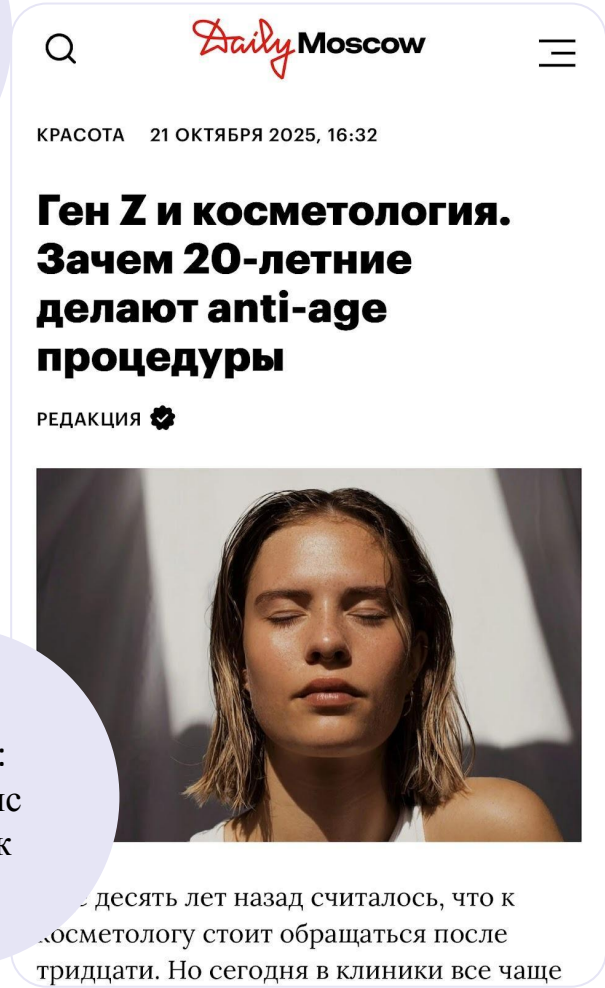 Daily Moscow
КРАСОТА 21 ОКТЯБРЯ 2025, 16:32
Ген Z и косметология.
Зачем 20-летние
делают anti-age
процедуры
РЕДАКЦИЯ
десять лет назад считалось, что к
косметологу стоит обращаться после
тридцати. Но сегодня в клиники все чаще